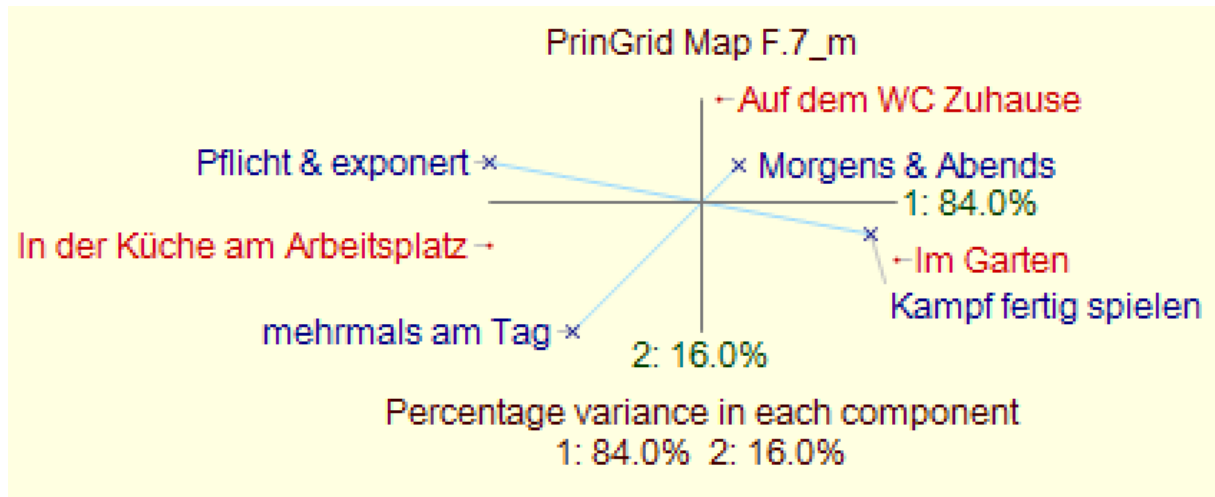 PrinGrid Map F.7_m
Auf dem WC Zuhause
Pflicht & exponert
Morgens & Abends
1: 84.0%
In der Küche am Arbeitsplatz
Im Garten
Kampf fertig spielen
mehrmals am Tag
2: 16.0%
Percentage variance in each component
1: 84.0% 2: 16.0%